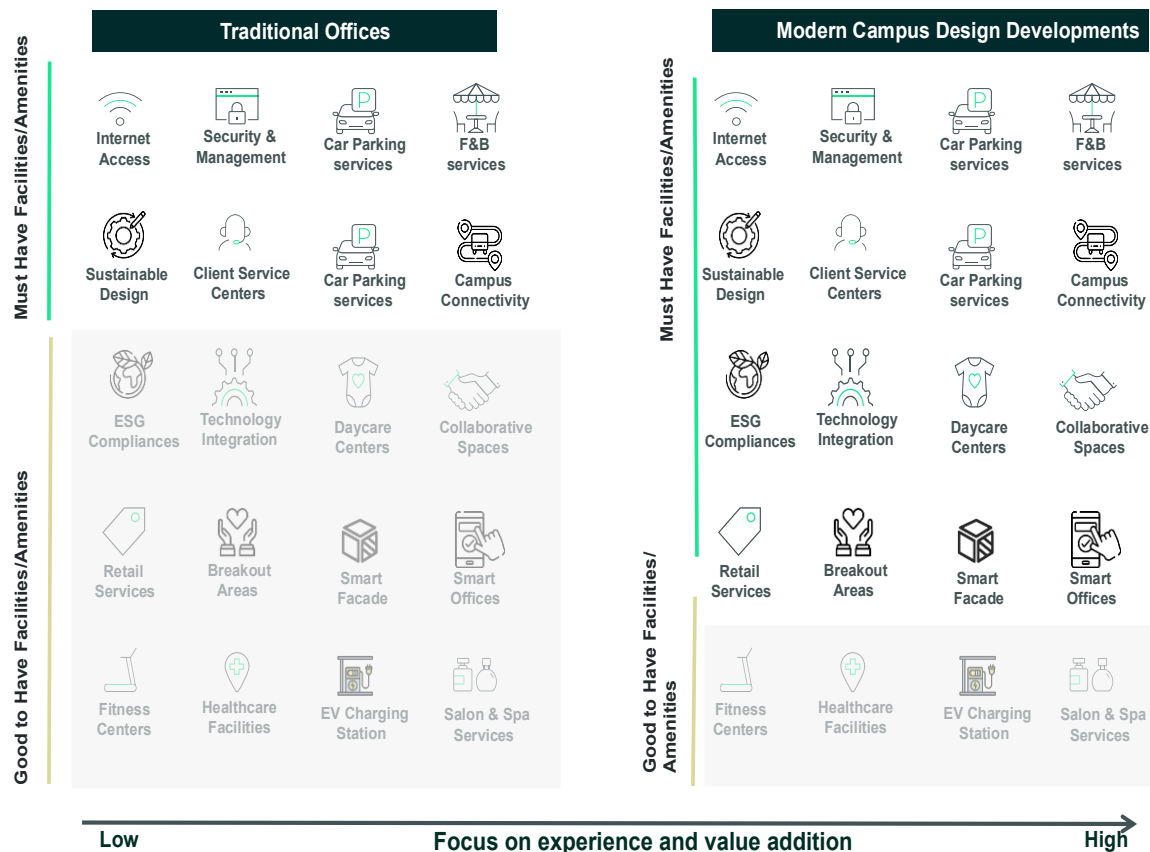 Traditional Offices
Modern Campus Design Developments
Must Have Facilities/Amenities
Good to Have Facilities/Amenities
P
P
Internet
Access
Security &
Management
Car Parking
services
F&B
services
Sustainable
Design
Client Service
Centers
Car Parking
services
Campus
Connectivity
ESG
Compliances
Technology
Integration
Daycare
Centers
Collaborative
Spaces
Retail
Services
Breakout
Areas
Smart
Facade
Smart
Offices
Fitness
Centers
Healthcare
Facilities
EV Charging
Station
Salon & Spa
Services
Must Have Facilities/Amenities
Good to Have Facilities/
Amenities
P
P
Internet
Access
Security &
Management
Car Parking
services
F&B
services
Sustainable
Design
Client Service
Centers
Car Parking
services
Campus
Connectivity
ESG
Compliances
Technology
Integration
Daycare
Centers
Collaborative
Spaces
Retail
Services
Breakout
Areas
Smart
Facade
Smart
Offices
Fitness
Centers
Healthcare
Facilities
EV Charging
Station
Salon & Spa
Services
Low
Focus on experience and value addition
High